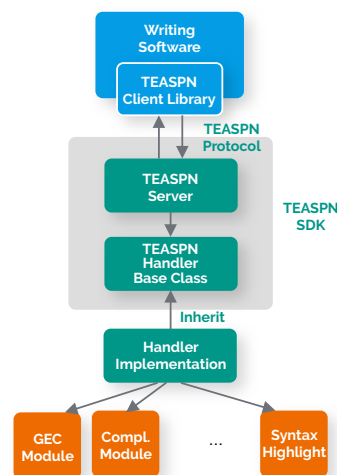 Writing
Software
TEASPN
Client Library
TEASPN
Protocol
TEASPN
Server
TEASPN
SDK
TEASPN
Handler
Base Class
Inherit
Handler
Implementation
GEC
Module
Compl.
Module
...
Syntax
Highlight